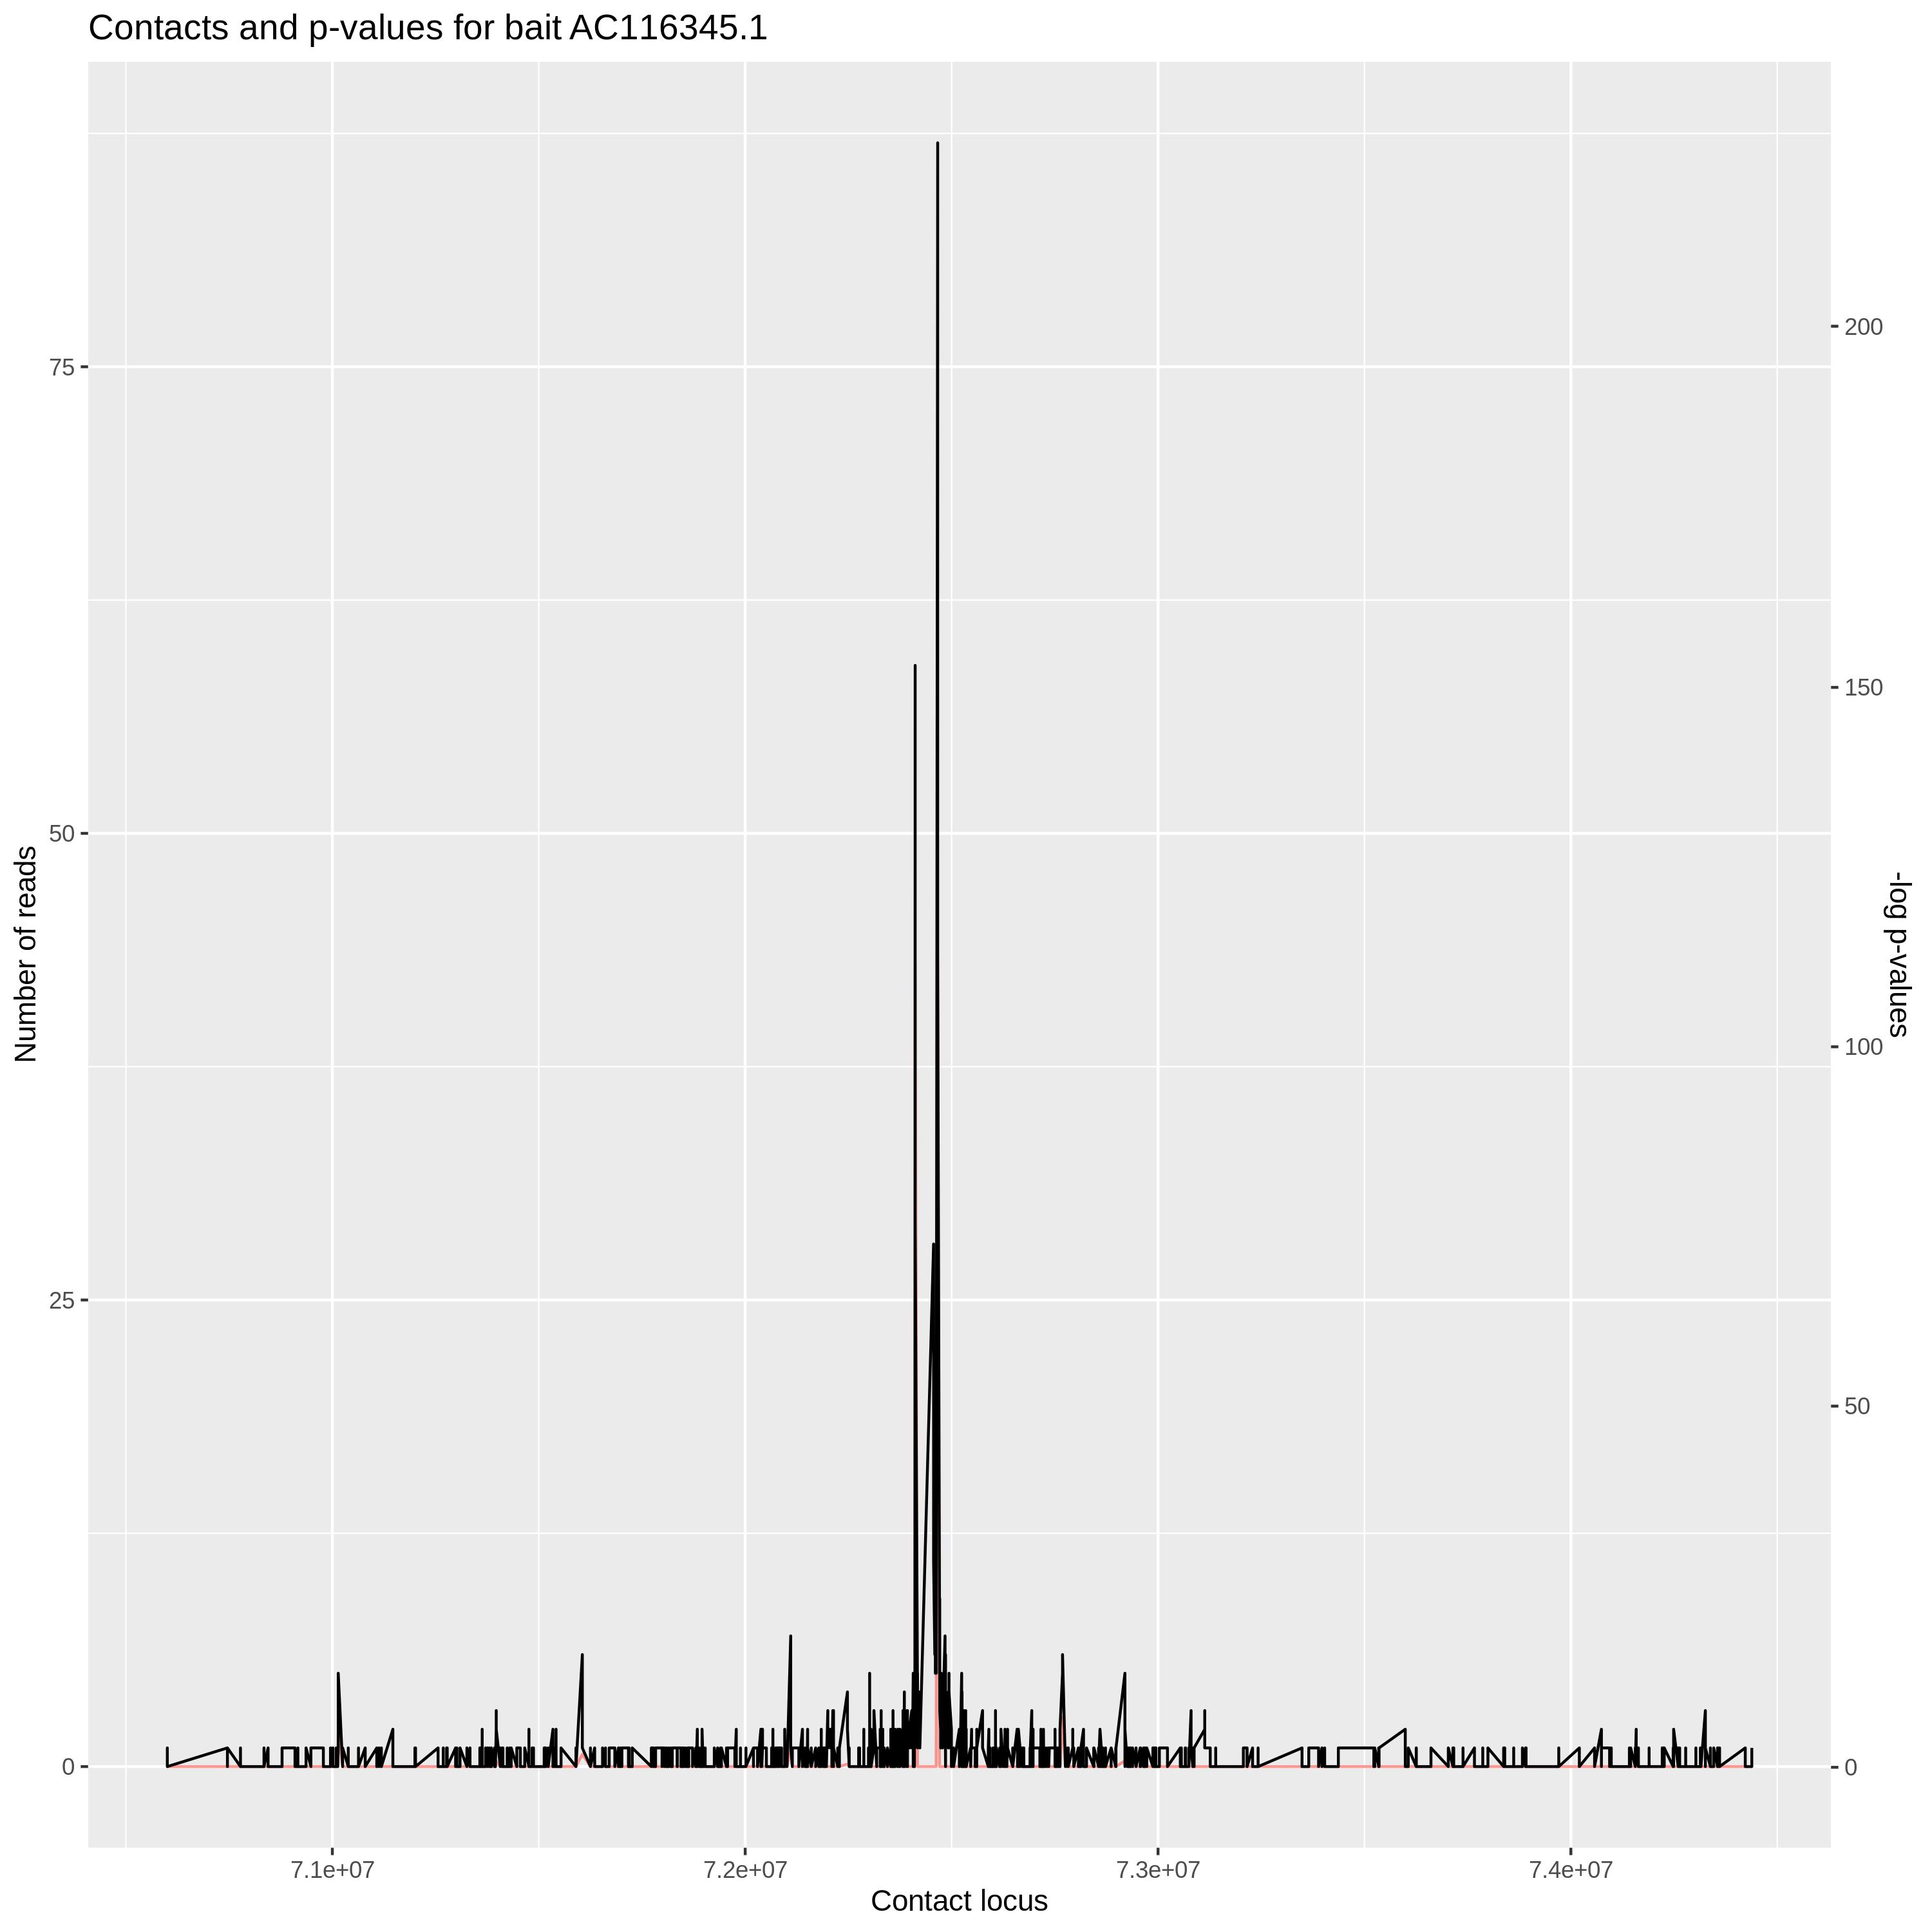 Contacts and p-values for bait AC116345.1
75
50
25
0
Number of reads
200
150
100
50
0
-log p-values
7.1e+07 7.2e+07 7.3e+07 7.4e+07
Contact locus